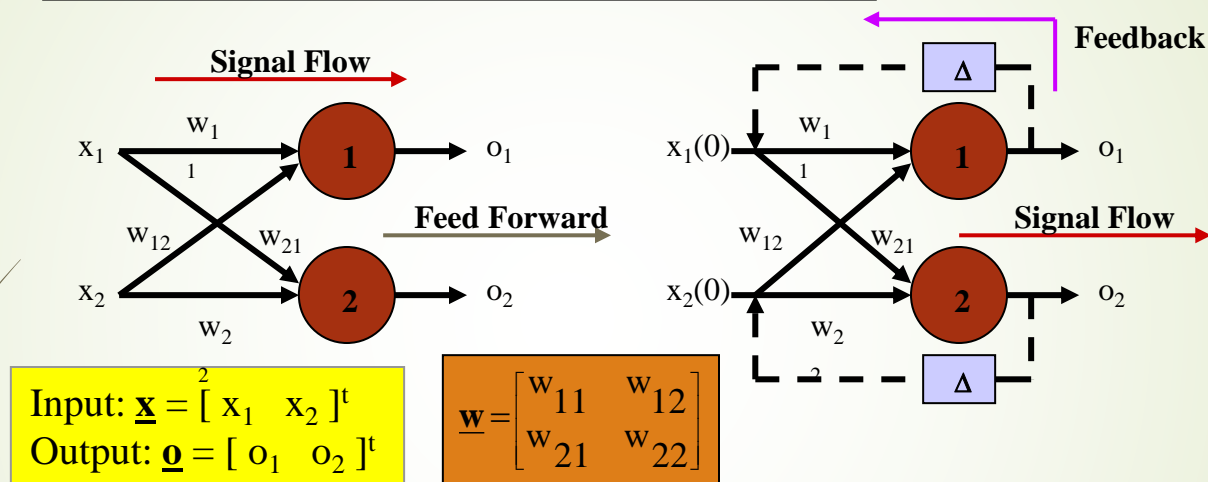 Signal Flow
w₁
₁
x₁
1
o₁
w₁₂
w₂₁
Feed Forward
x₂
2
o₂
w₂
₂
Feedback
Δ
w₁
₁
x₁(0)
1
o₁
w₁₂
w₂₁
Signal Flow
x₂(0)
2
o₂
w₂
₂
Δ
Input: x = [ x₁ x₂ ]ᵗ
Output: o = [ o₁ o₂ ]ᵗ
w = [ w₁₁ w₁₂
w₂₁ w₂₂ ]